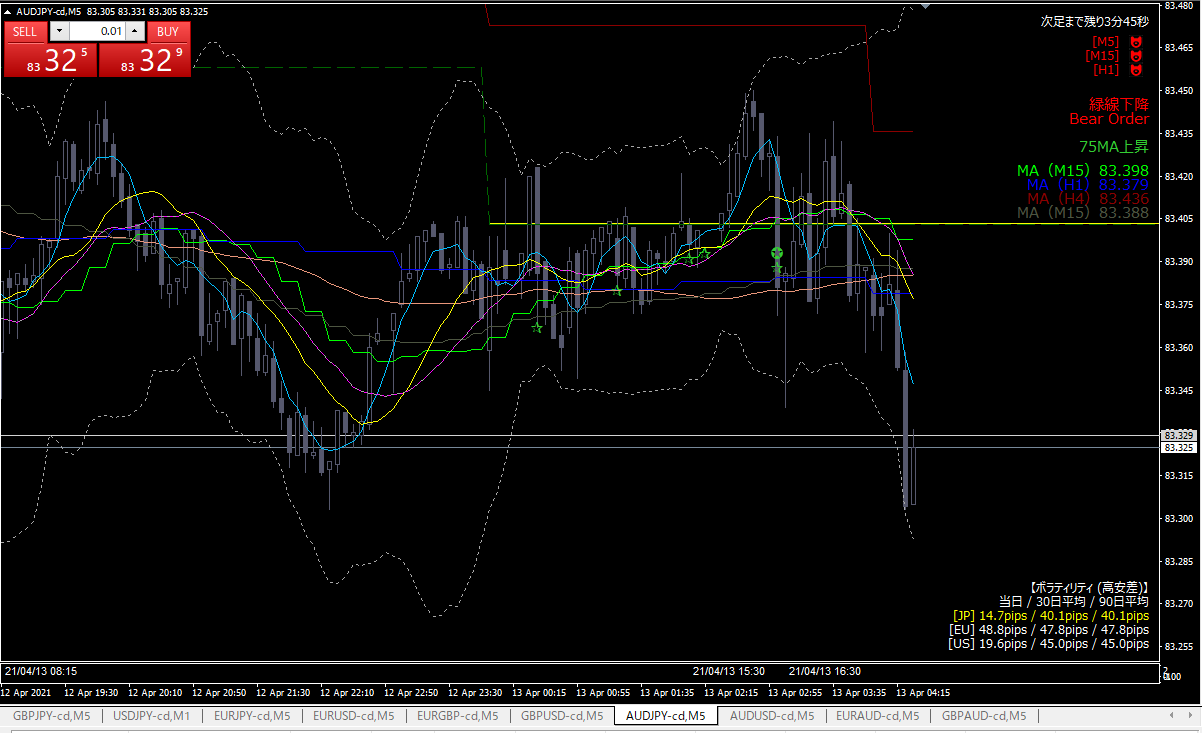 AUDJPY-cd,M5 83.305 83.331 83.305 83.325
SELL 0.01 BUY
83 32 5 83 32 9
次足まで残り3分45秒
[M5]
[M15]
[H1]
緑線下降
Bear Order
75MA上昇
MA（M15）83.398
MA（H1）83.379
MA（H4）83.436
MA（M15）83.388
83.480
83.465
83.450
83.435
83.420
83.405
83.390
83.375
83.360
83.345
83.329
83.325
83.315
83.300
83.285
83.270
83.255
【ボラティリティ (高安差)】
当日 / 30日平均 / 90日平均
[JP] 14.7pips / 40.1pips / 40.1pips
[EU] 48.8pips / 47.8pips / 47.8pips
[US] 19.6pips / 45.0pips / 45.0pips
21/04/13 08:15 21/04/13 15:30 21/04/13 16:30
12 Apr 2021 12 Apr 19:30 12 Apr 20:10 12 Apr 20:50 12 Apr 21:30 12 Apr 22:10 12 Apr 22:50 12 Apr 23:30 13 Apr 00:15 13 Apr 00:55 13 Apr 01:35 13 Apr 02:15 13 Apr 02:55 13 Apr 03:35 13 Apr 04:15
GBPJPY-cd,M5 USDJPY-cd,M1 EURJPY-cd,M5 EURUSD-cd,M5 EURGBP-cd,M5 GBPUSD-cd,M5 AUDJPY-cd,M5 AUDUSD-cd,M5 EURAUD-cd,M5 GBPAUD-cd,M5